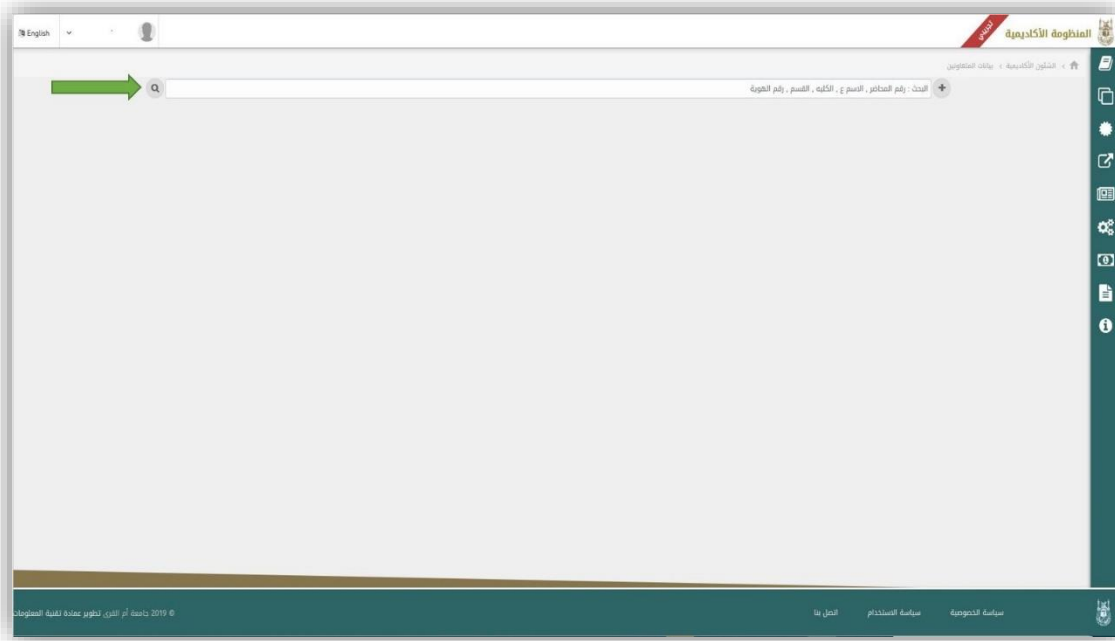 المنظومة الأكاديمية
تجريبي
English
الشئون الأكاديمية › بيانات المتعاونين
البحث : رقم المحاضر , الاسم ع , الكليه , القسم , رقم الهوية
سياسة الخصوصية
سياسة الاستخدام
اتصل بنا
© 2019 جامعة أم القرى تطوير عمادة تقنية المعلومات